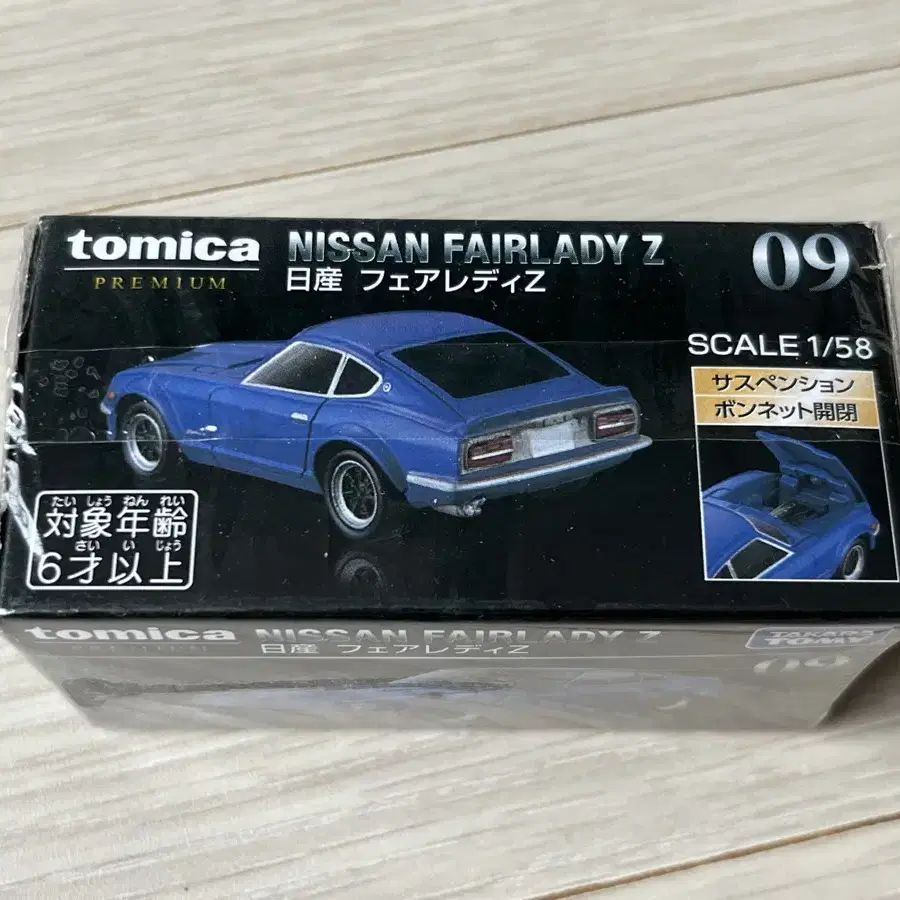 tomica
PREMIUM
NISSAN FAIRLADY Z
日産 フェアレディZ
09
SCALE 1/58
サスペンション
ボンネット開閉
たいしょうねんれい
対象年齢
さいいじょう
6才以上
tomica
PREMIUM
NISSAN FAIRLADY Z
日産 フェアレディZ
TAKARA
TOMY
09